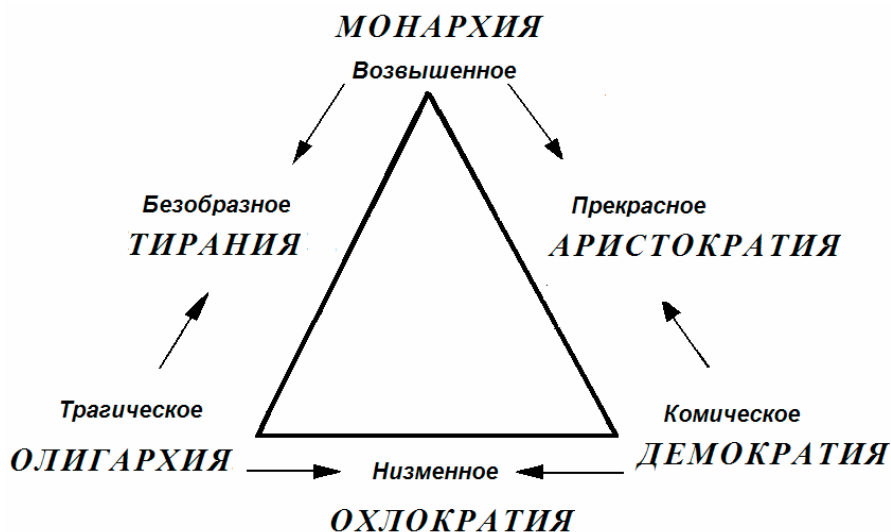 МОНАРХИЯ
Возвышенное
Безобразное
ТИРАНИЯ
Прекрасное
АРИСТОКРАТИЯ
Трагическое
ОЛИГАРХИЯ
Комическое
ДЕМОКРАТИЯ
Низменное
ОХЛОКРАТИЯ